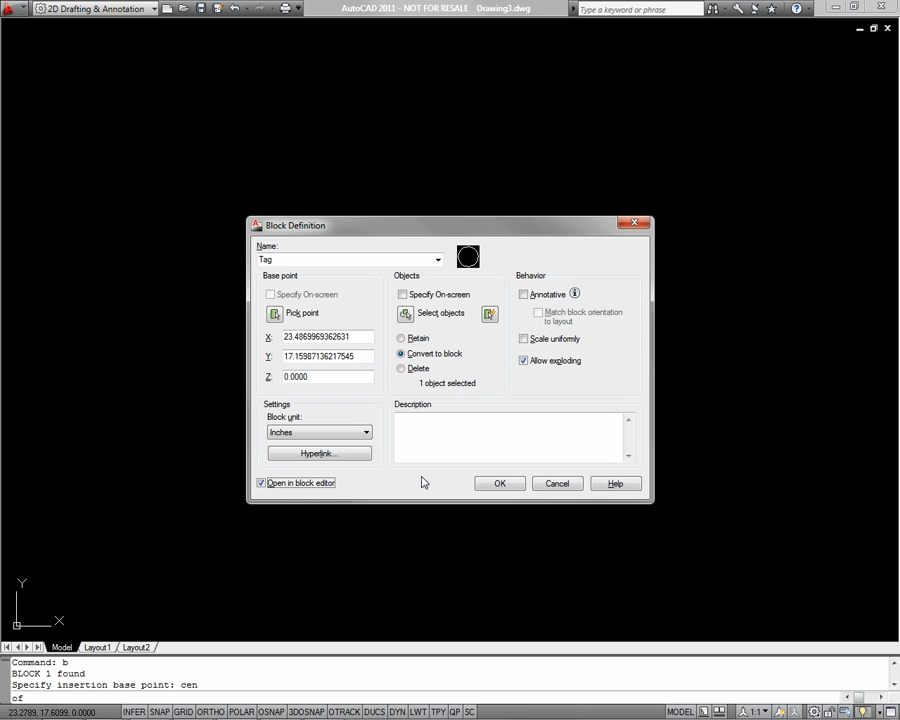 2D Drafting & Annotation
AutoCAD 2011 - NOT FOR RESALE Drawing3.dwg
Type a keyword or phrase
Block Definition
Name:
Tag
Base point
Specify On-screen
Pick point
X: 23.4869969362631
Y: 17.15987136217545
Z: 0.0000
Objects
Specify On-screen
Select objects
Retain
Convert to block
Delete
1 object selected
Behavior
Annotative
Match block orientation
to layout
Scale uniformly
Allow exploding
Settings
Block unit:
Inches
Hyperlink...
Description
Open in block editor
OK
Cancel
Help
Y
X
Model
Layout1
Layout2
Command: b
BLOCK 1 found
Specify insertion base point: cen
of
23.2789, 17.6099, 0.0000
INFER SNAP GRID ORTHO POLAR OSNAP 3DOSNAP OTRACK DUCS DYN LWT TPY QP SC
MODEL
1:1